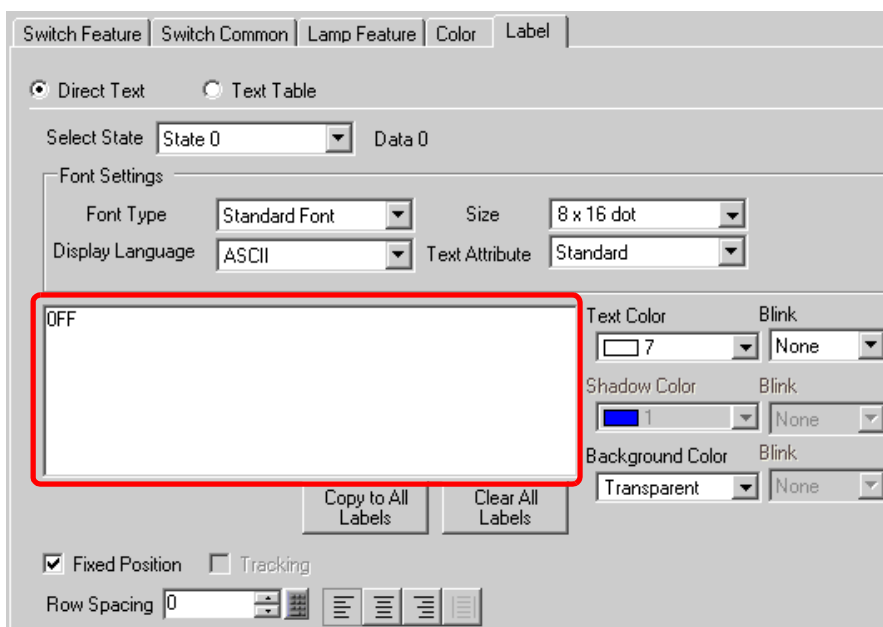 Switch Feature Switch Common Lamp Feature Color Label
Direct Text Text Table
Select State State 0 Data 0
Font Settings
Font Type Standard Font Size 8 x 16 dot
Display Language ASCII Text Attribute Standard
OFF
Text Color Blink
7 None
Shadow Color Blink
1 None
Background Color Blink
Transparent None
Copy to All Labels Clear All Labels
Fixed Position Tracking
Row Spacing 0